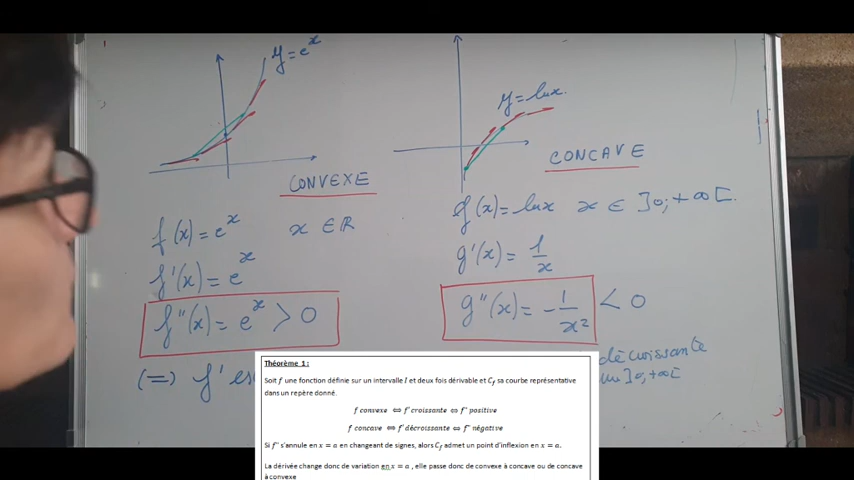 y = e^x
CONVEXE
f(x) = e^x x ∈ ℝ
f'(x) = e^x
f''(x) = e^x > 0
(=) f' es
y = lnx.
CONCAVE
g(x) = lnx x ∈ ]0;+∞[.
g'(x) = 1/x
g''(x) = -1/x² < 0
décroissante
]0,+∞[
Théorème 1 :
Soit f une fonction définie sur un intervalle I et deux fois dérivable et Cf sa courbe représentative
dans un repère donné.
f convexe ⇔ f' croissante ⇔ f'' positive
f concave ⇔ f' décroissante ⇔ f'' négative
Si f'' s'annule en x = a en changeant de signes, alors Cf admet un point d'inflexion en x = a.
La dérivée change donc de variation en x = a , elle passe donc de convexe à concave ou de concave
à convexe